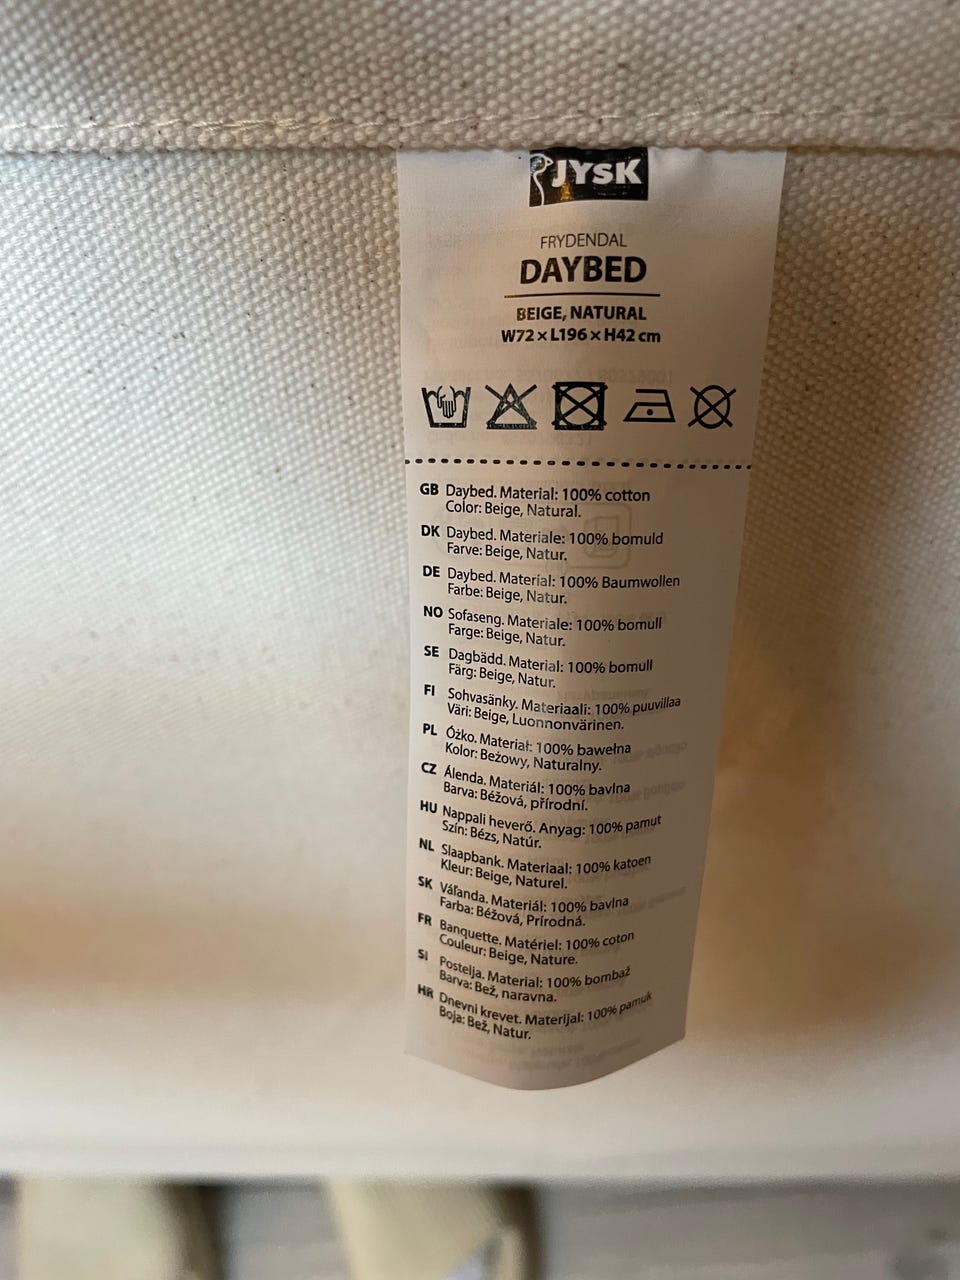 JYSK
FRYDENDAL
DAYBED
BEIGE, NATURAL
W72 x L196 x H42 cm
GB Daybed. Material: 100% cotton
Color: Beige, Natural.
DK Daybed. Materiale: 100% bomuld
Farve: Beige, Natur.
DE Daybed. Material: 100% Baumwollen
Farbe: Beige, Natur.
NO Sofaseng. Materiale: 100% bomull
Farge: Beige, Natur.
SE Dagbädd. Material: 100% bomull
Färg: Beige, Natur.
FI Sohvasänky. Materiaali: 100% puuvillaa
Väri: Beige, Luonnonvärinen.
PL Óżko. Materiał: 100% bawełna
Kolor: Beżowy, Naturalny.
CZ Álenda. Materiál: 100% bavlna
Barva: Béžová, přírodní.
HU Nappali heverő. Anyag: 100% pamut
Szín: Bézs, Natúr.
NL Slaapbank. Materiaal: 100% katoen
Kleur: Beige, Naturel.
SK Váľanda. Materiál: 100% bavlna
Farba: Béžová, Prírodná.
FR Banquette. Matériel: 100% coton
Couleur: Beige, Nature.
SI Postelja. Material: 100% bombaž
Barva: Bež, naravna.
HR Dnevni krevet. Materijal: 100% pamuk
Boja: Bež, Natur.